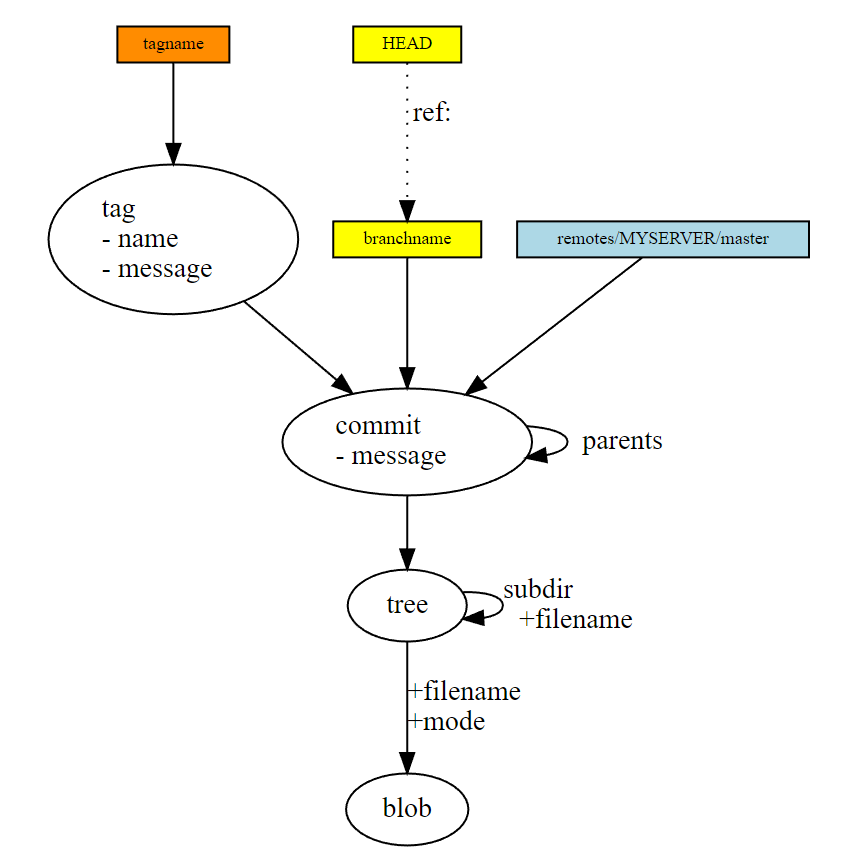 tagname
HEAD
ref:
tag
- name
- message
branchname
remotes/MYSERVER/master
commit
- message
parents
tree
subdir
+filename
+filename
+mode
blob